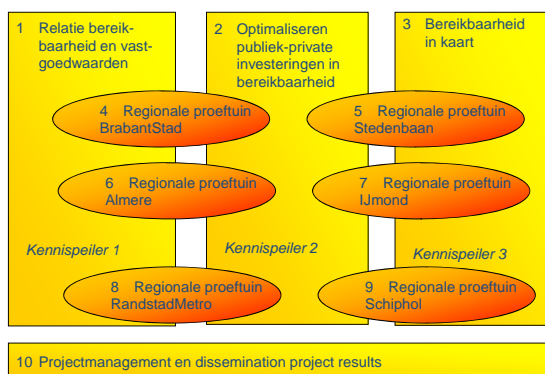 1 Relatie bereik-
baarheid en vast-
goedwaarden
2 Optimaliseren
publiek-private
investeringen in
bereikbaarheid
3 Bereikbaarheid
in kaart
4 Regionale proeftuin
BrabantStad
5 Regionale proeftuin
Stedenbaan
6 Regionale proeftuin
Almere
7 Regionale proeftuin
IJmond
Kennispeiler 1
Kennispeiler 2
Kennispeiler 3
8 Regionale proeftuin
RandstadMetro
9 Regionale proeftuin
Schiphol
10 Projectmanagement en dissemination project results